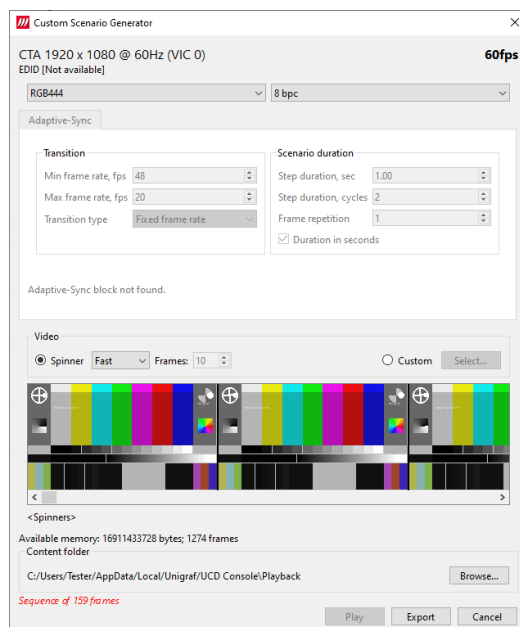 Custom Scenario Generator
CTA 1920 x 1080 @ 60Hz (VIC 0) 60fps
EDID [Not available]
RGB444 8 bpc
Adaptive-Sync
Transition Scenario duration
Min frame rate, fps 48 Step duration, sec 1.00
Max frame rate, fps 20 Step duration, cycles 2
Transition type Fixed frame rate Frame repetition 1
Duration in seconds
Adaptive-Sync block not found.
Video
Spinner Fast Frames: 10 Custom Select...
<Spinners>
Available memory: 16911433728 bytes; 1274 frames
Content folder
C:/Users/Tester/AppData/Local/Unigraf/UCD Console\Playback Browse...
Sequence of 159 frames
Play Export Cancel